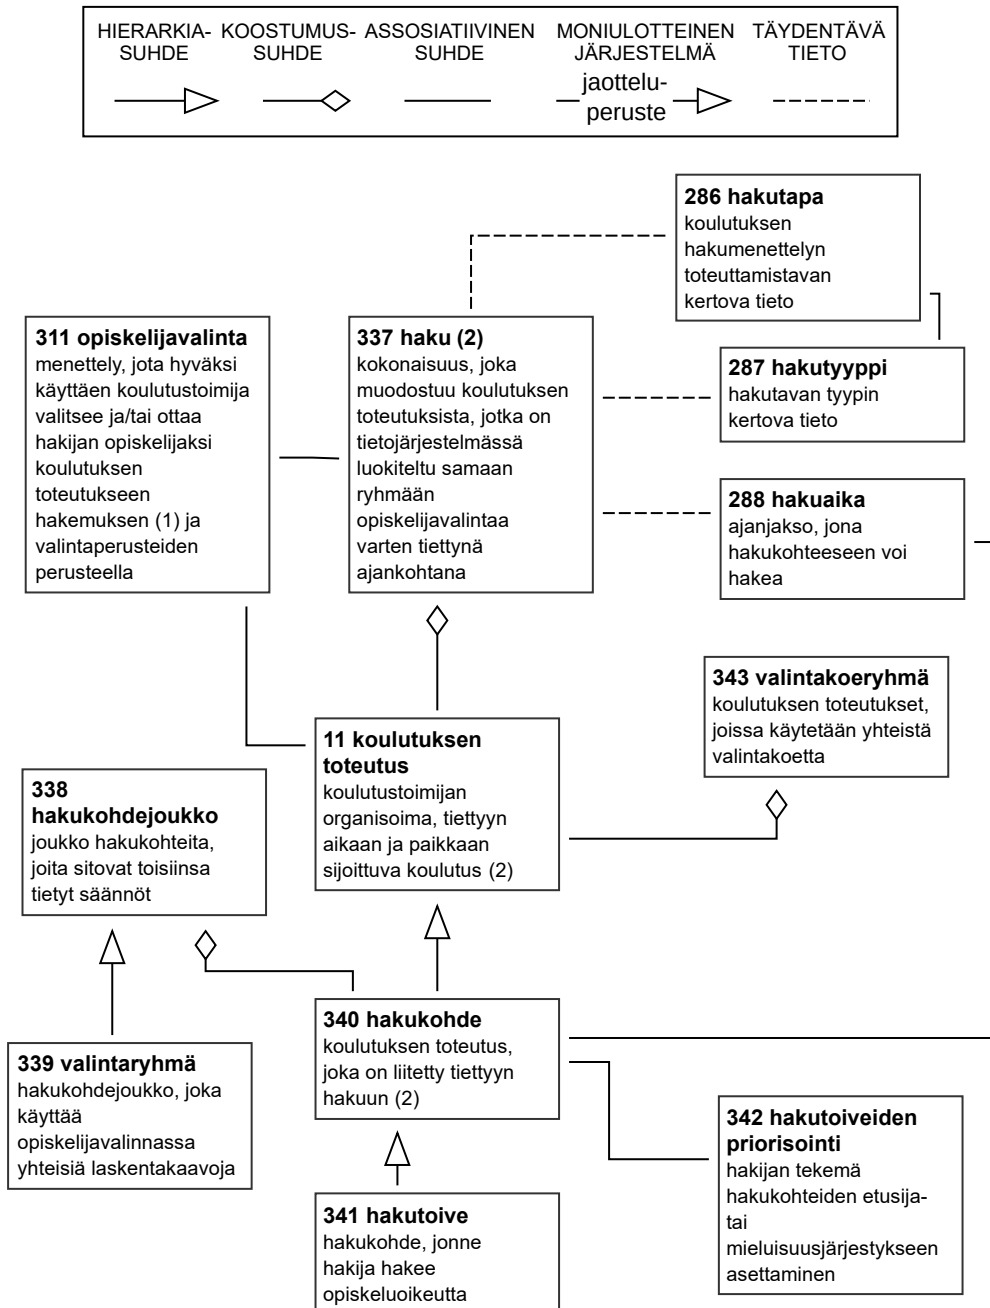 HIERARKIA-
SUHDE
KOOSTUMUS-
SUHDE
ASSOSIATIIVINEN
SUHDE
MONIULOTTEINEN
JÄRJESTELMÄ
TÄYDENTÄVÄ
TIETO
jaottelu-
peruste
286 hakutapa
koulutuksen
hakumenettelyn
toteuttamistavan
kertova tieto
311 opiskelijavalinta
menettely, jota hyväksi
käyttäen koulutustoimija
valitsee ja/tai ottaa
hakijan opiskelijaksi
koulutuksen
toteutukseen
hakemuksen (1) ja
valintaperusteiden
perusteella
337 haku (2)
kokonaisuus, joka
muodostuu koulutuksen
toteutuksista, jotka on
tietojärjestelmässä
luokiteltu samaan
ryhmään
opiskelijavalintaa
varten tiettynä
ajankohtana
287 hakutyyppi
hakutavan tyypin
kertova tieto
288 hakuaika
ajanjakso, jona
hakukohteeseen voi
hakea
343 valintakoeryhmä
koulutuksen toteutukset,
joissa käytetään yhteistä
valintakoetta
11 koulutuksen
toteutus
koulutustoimijan
organisoima, tiettyyn
aikaan ja paikkaan
sijoittuva koulutus (2)
338
hakukohdejoukko
joukko hakukohteita,
joita sitovat toisiinsa
tietyt säännöt
340 hakukohde
koulutuksen toteutus,
joka on liitetty tiettyyn
hakuun (2)
339 valintaryhmä
hakukohdejoukko, joka
käyttää
opiskelijavalinnassa
yhteisiä laskentakaavoja
342 hakutoiveiden
priorisointi
hakijan tekemä
hakukohteiden etusija-
tai
mieluisuusjärjestykseen
asettaminen
341 hakutoive
hakukohde, jonne
hakija hakee
opiskeluoikeutta